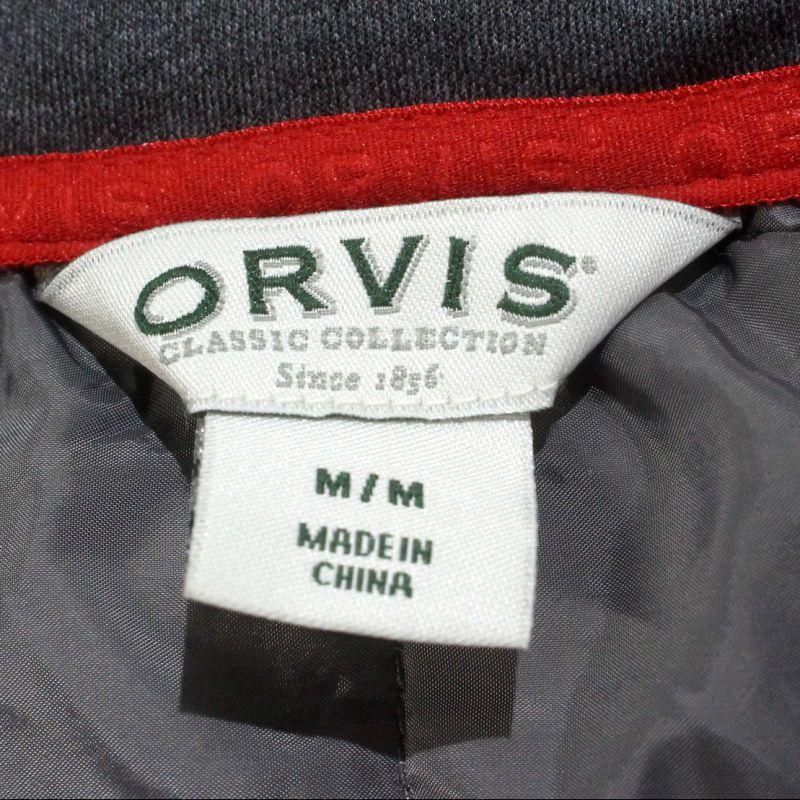 ORVIS
CLASSIC COLLECTION
Since 1856
M/M
MADE IN
CHINA